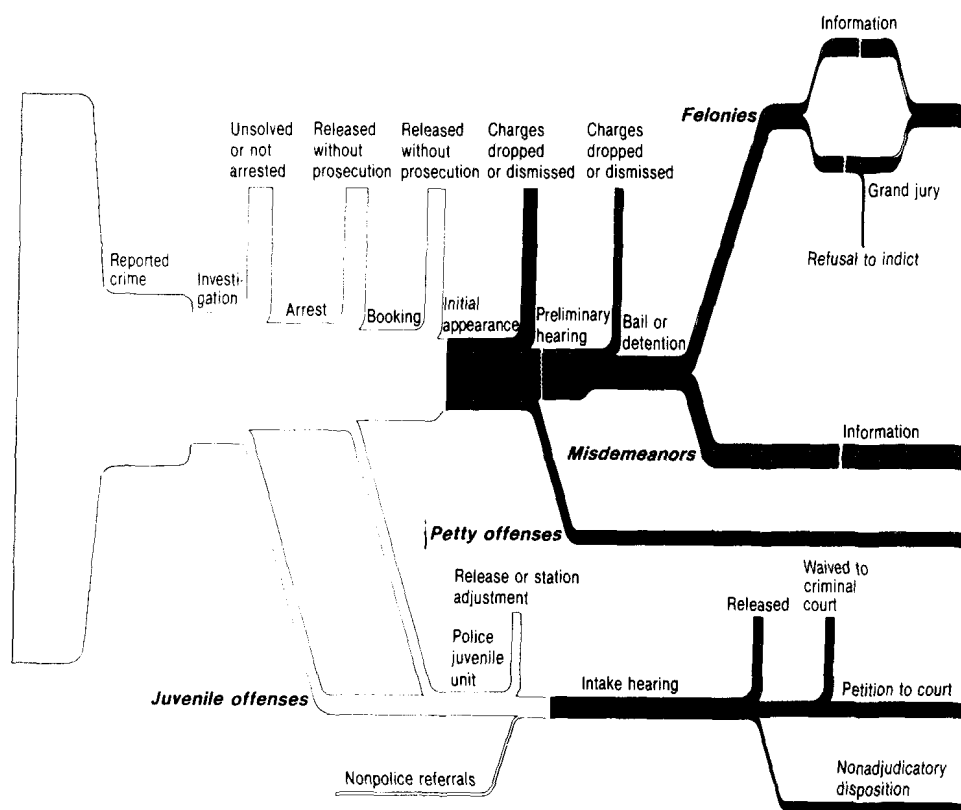 Information
Felonies
Grand jury
Refusal to indict
Unsolved
or not
arrested
Released
without
prosecution
Released
without
prosecution
Charges
dropped
or dismissed
Charges
dropped
or dismissed
Reported
crime
Investi-
gation
Arrest
Booking
Initial
appearance
Preliminary
hearing
Bail or
detention
Information
Misdemeanors
Petty offenses
Release or station
adjustment
Police
juvenile
unit
Juvenile offenses
Nonpolice referrals
Intake hearing
Released
Waived to
criminal
court
Petition to court
Nonadjudicatory
disposition